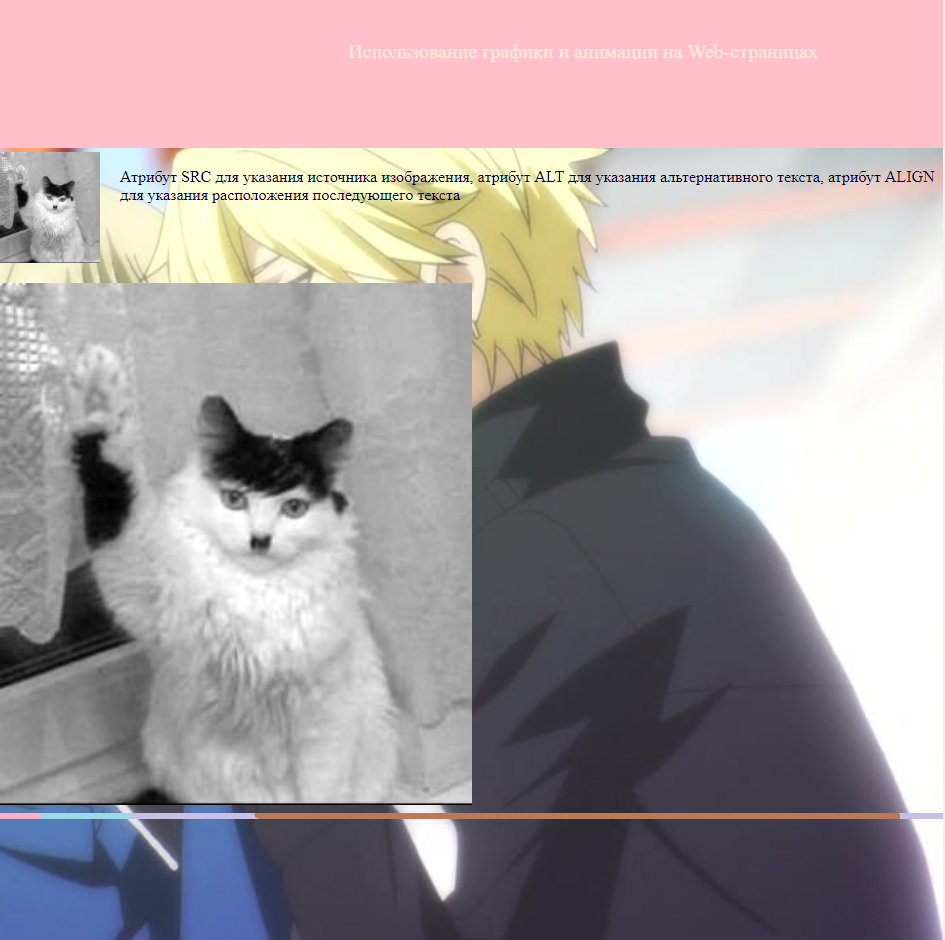 Использование графики и анимации на Web-страницах
Атрибут SRC для указания источника изображения, атрибут ALT для указания альтернативного текста, атрибут ALIGN
для указания расположения последующего текста